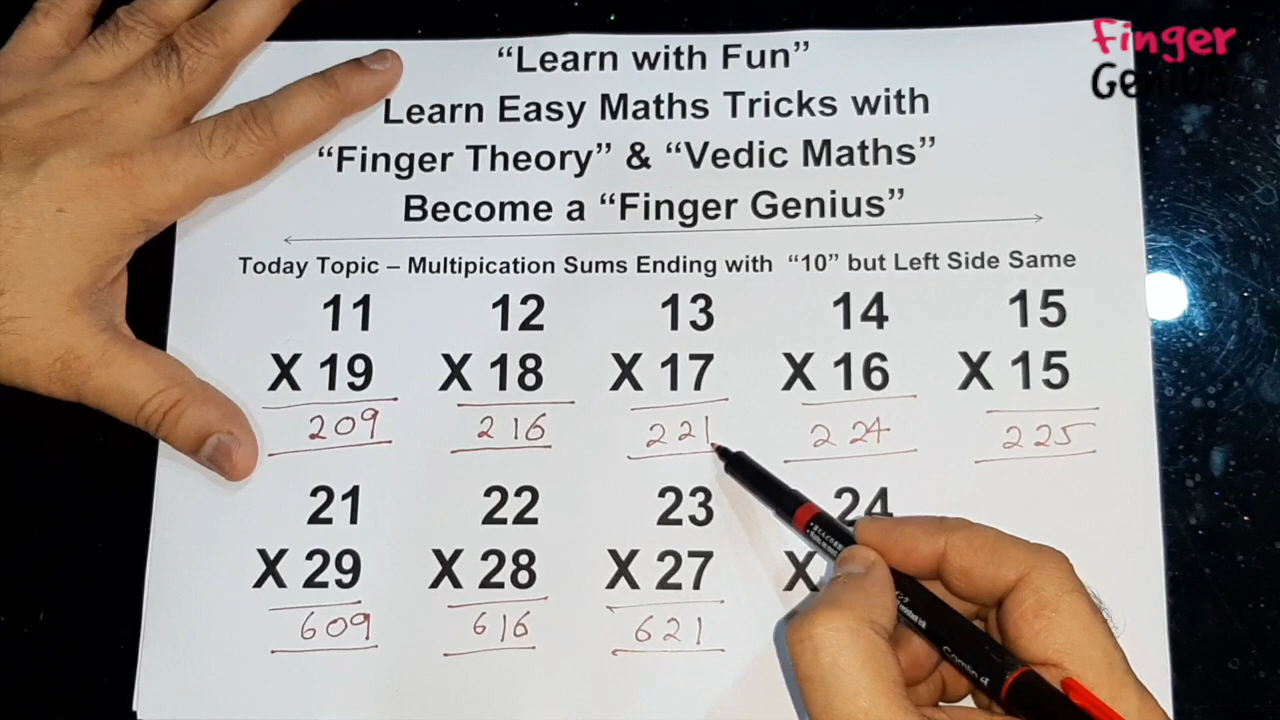 Finger
Genius
“Learn with Fun”
Learn Easy Maths Tricks with
“Finger Theory” & “Vedic Maths”
Become a “Finger Genius”
Today Topic – Multipication Sums Ending with “10” but Left Side Same
11 12 13 14 15
X 19 X 18 X 17 X 16 X 15
209 216 221 224 225
21 22 23 24
X 29 X 28 X 27 X
609 616 621
Camlin